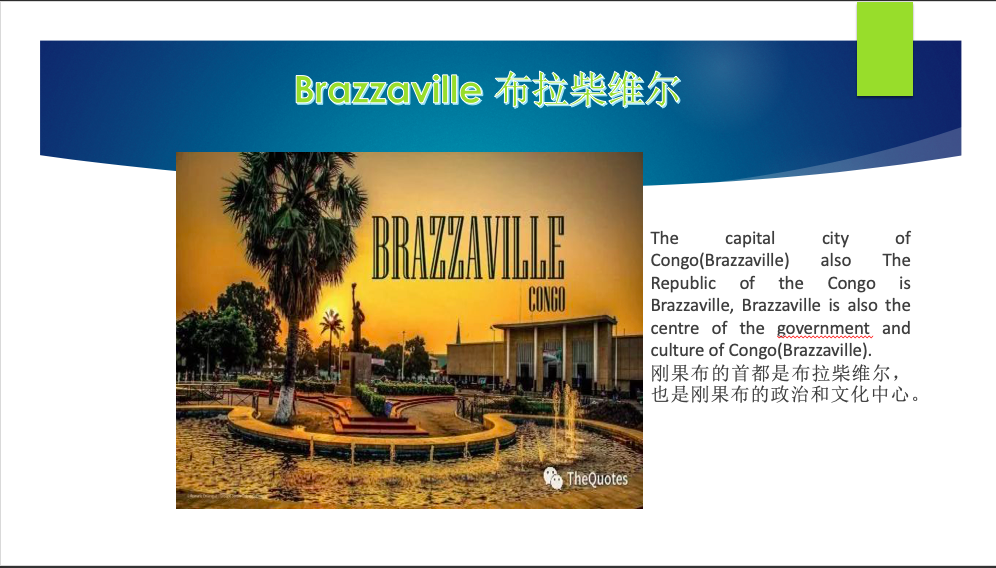 Brazzaville 布拉柴维尔
BRAZZAVILLE
CONGO
TheQuotes
The capital city of
Congo(Brazzaville) also The
Republic of the Congo is
Brazzaville, Brazzaville is also the
centre of the government and
culture of Congo(Brazzaville).
刚果布的首都是布拉柴维尔，
也是刚果布的政治和文化中心。